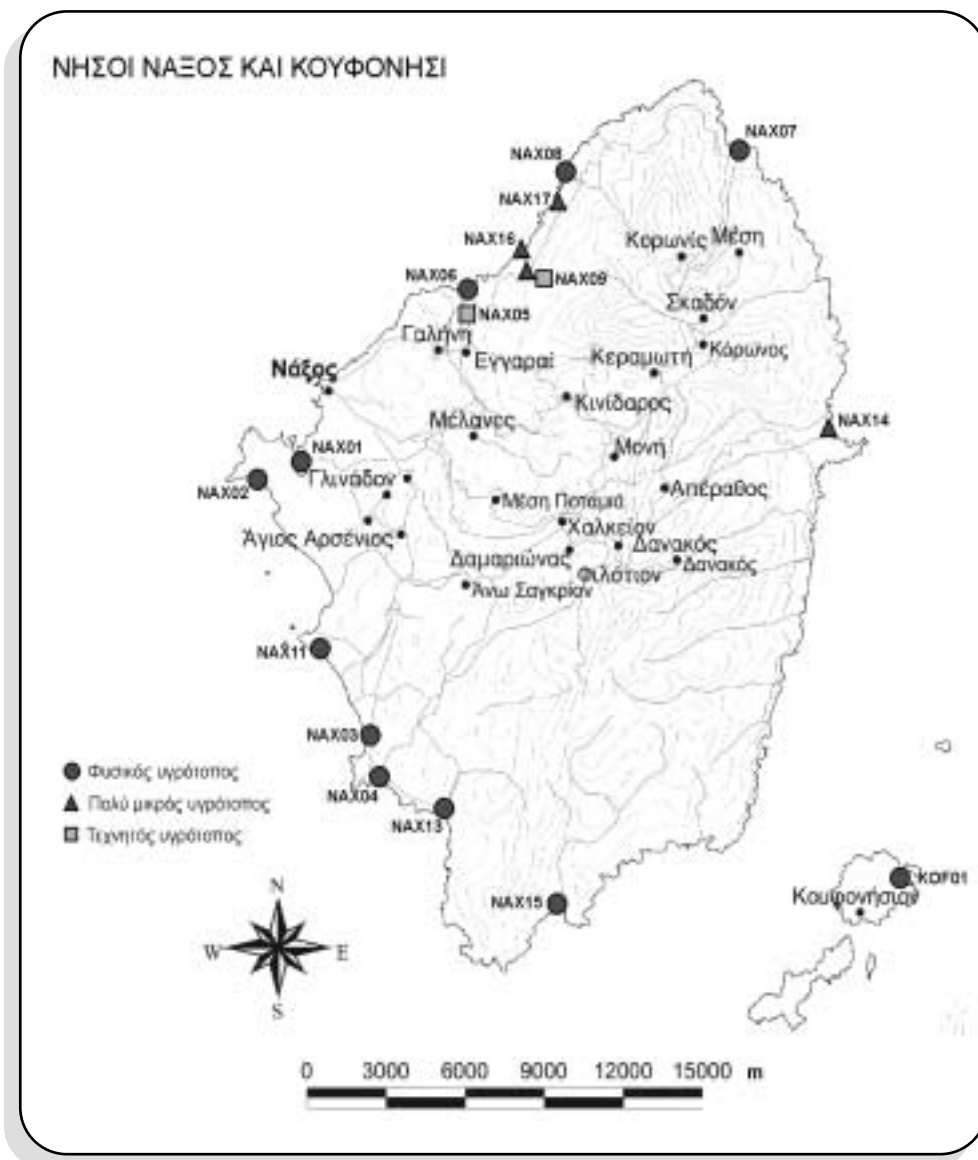 ΝΗΣΟΙ ΝΑΞΟΣ ΚΑΙ ΚΟΥΦΟΝΗΣΙ
NAX07
NAX08
NAX17
NAX16
Κορωνίς
Μέση
NAX09
NAX06
NAX05
Σκαδόν
Γαλήνη
Εγγαραί
Κόρωνος
Κεραμωτή
Νάξος
Κινίδαρος
NAX14
Μέλανες
Μονή
NAX01
Γλινάδον
NAX02
Απέραθος
Μέση Ποταμιά
Χαλκείον
Άγιος Αρσένιος
Δανακός
Δαμαριώνας
Δανακός
Φιλότιον
Άνω Σαγκρίον
NAX11
NAX03
Φυσικός υγρότοπος
NAX04
Πολύ μικρός υγρότοπος
NAX13
Τεχνητός υγρότοπος
KOF01
Κουφονήσιον
NAX15
N
W
E
S
0 3000 6000 9000 12000 15000 m